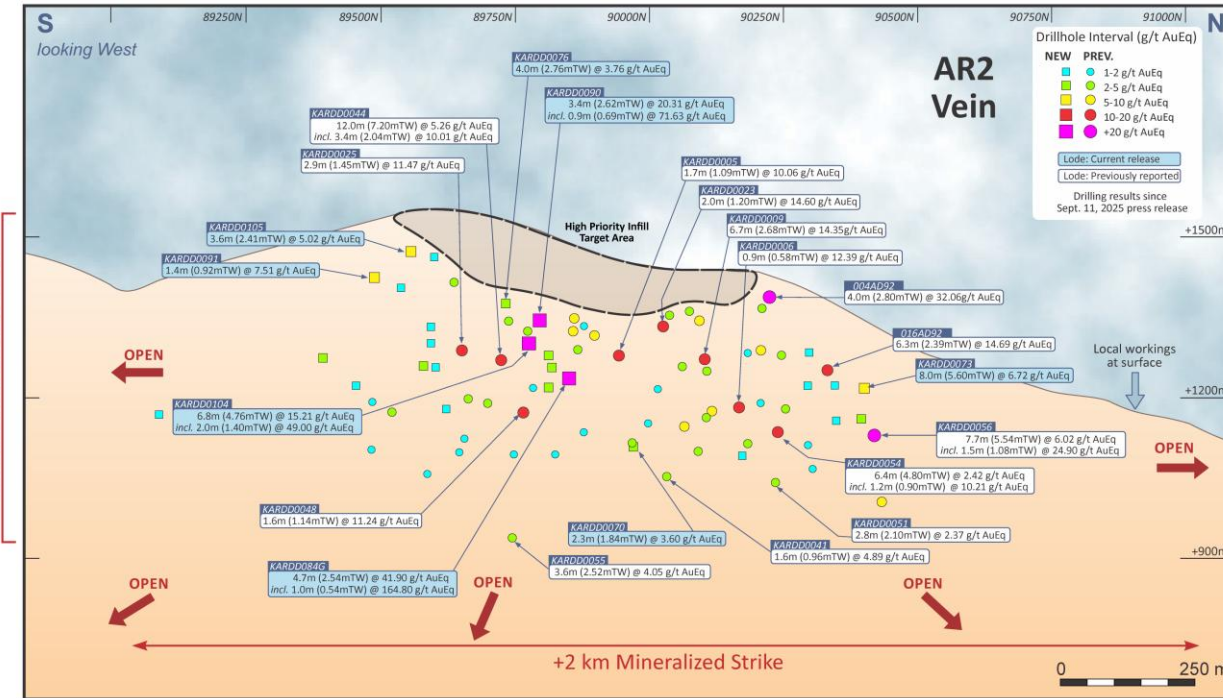 S
looking West
89250N
89500N
89750N
90000N
90250N
90500N
90750N
91000N
N
AR2
Vein
Drillhole Interval (g/t AuEq)
NEW
PREV.
1-2 g/t AuEq
2-5 g/t AuEq
5-10 g/t AuEq
10-20 g/t AuEq
+20 g/t AuEq
Lode: Current release
Lode: Previously reported
Drilling results since
Sept. 11, 2025 press release
KARDD0076
4.0m (2.76mTW) @ 3.76 g/t AuEq
KARDD0090
3.4m (2.62mTW) @ 20.31 g/t AuEq
incl. 0.9m (0.69mTW) @ 71.63 g/t AuEq
KARDD0044
12.0m (7.20mTW) @ 5.26 g/t AuEq
incl. 3.4m (2.04mTW) @ 10.01 g/t AuEq
KARDD0025
2.9m (1.45mTW) @ 11.47 g/t AuEq
KARDD0005
1.7m (1.09mTW) @ 10.06 g/t AuEq
KARDD0023
2.0m (1.20mTW) @ 14.60 g/t AuEq
KARDD0009
6.7m (2.68mTW) @ 14.35g/t AuEq
KARDD0006
0.9m (0.58mTW) @ 12.39 g/t AuEq
High Priority Infill
Target Area
KARDD0105
3.6m (2.41mTW) @ 5.02 g/t AuEq
KARDD0091
1.4m (0.92mTW) @ 7.51 g/t AuEq
004AD92
4.0m (2.80mTW) @ 32.06g/t AuEq
016AD92
6.3m (2.39mTW) @ 14.69 g/t AuEq
KARDD0073
8.0m (5.60mTW) @ 6.72 g/t AuEq
Local workings
at surface
+1500m
+1200m
+900m
OPEN
OPEN
KARDD0104
6.8m (4.76mTW) @ 15.21 g/t AuEq
incl. 2.0m (1.40mTW) @ 49.00 g/t AuEq
KARDD0056
7.7m (5.54mTW) @ 6.02 g/t AuEq
incl. 1.5m (1.08mTW) @ 24.90 g/t AuEq
KARDD0054
6.4m (4.80mTW) @ 2.42 g/t AuEq
incl. 1.2m (0.90mTW) @ 10.21 g/t AuEq
KARDD0048
1.6m (1.14mTW) @ 11.24 g/t AuEq
KARDD0070
2.3m (1.84mTW) @ 3.60 g/t AuEq
KARDD0051
2.8m (2.10mTW) @ 2.37 g/t AuEq
KARDD0041
1.6m (0.96mTW) @ 4.89 g/t AuEq
KARDD084G
4.7m (2.54mTW) @ 41.90 g/t AuEq
incl. 1.0m (0.54mTW) @ 164.80 g/t AuEq
KARDD0055
3.6m (2.52mTW) @ 4.05 g/t AuEq
OPEN
OPEN
OPEN
+2 km Mineralized Strike
0
250 m